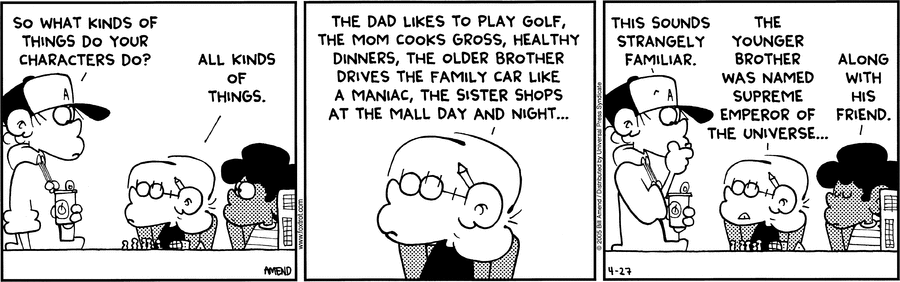 SO WHAT KINDS OF
THINGS DO YOUR
CHARACTERS DO?
ALL KINDS
OF
THINGS.
A
www.foxtrot.com
AMEND
THE DAD LIKES TO PLAY GOLF,
THE MOM COOKS GROSS, HEALTHY
DINNERS, THE OLDER BROTHER
DRIVES THE FAMILY CAR LIKE
A MANIAC, THE SISTER SHOPS
AT THE MALL DAY AND NIGHT...
© 2005 Bill Amend / Distributed by Universal Press Syndicate
THIS SOUNDS
STRANGELY
FAMILIAR.
THE
YOUNGER
BROTHER
WAS NAMED
SUPREME
EMPEROR OF
THE UNIVERSE...
ALONG
WITH
HIS
FRIEND.
A
4-27